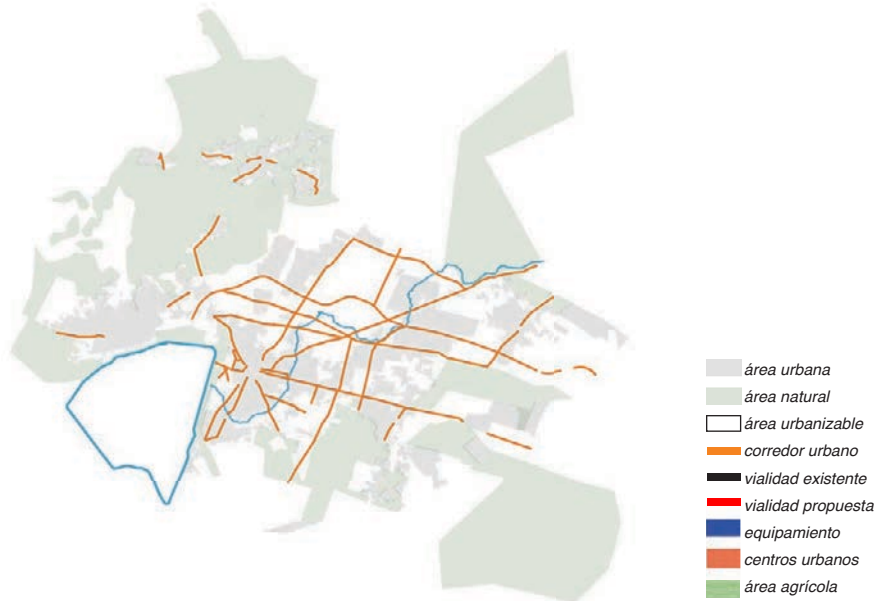 área urbana
área natural
área urbanizable
corredor urbano
vialidad existente
vialidad propuesta
equipamiento
centros urbanos
área agrícola